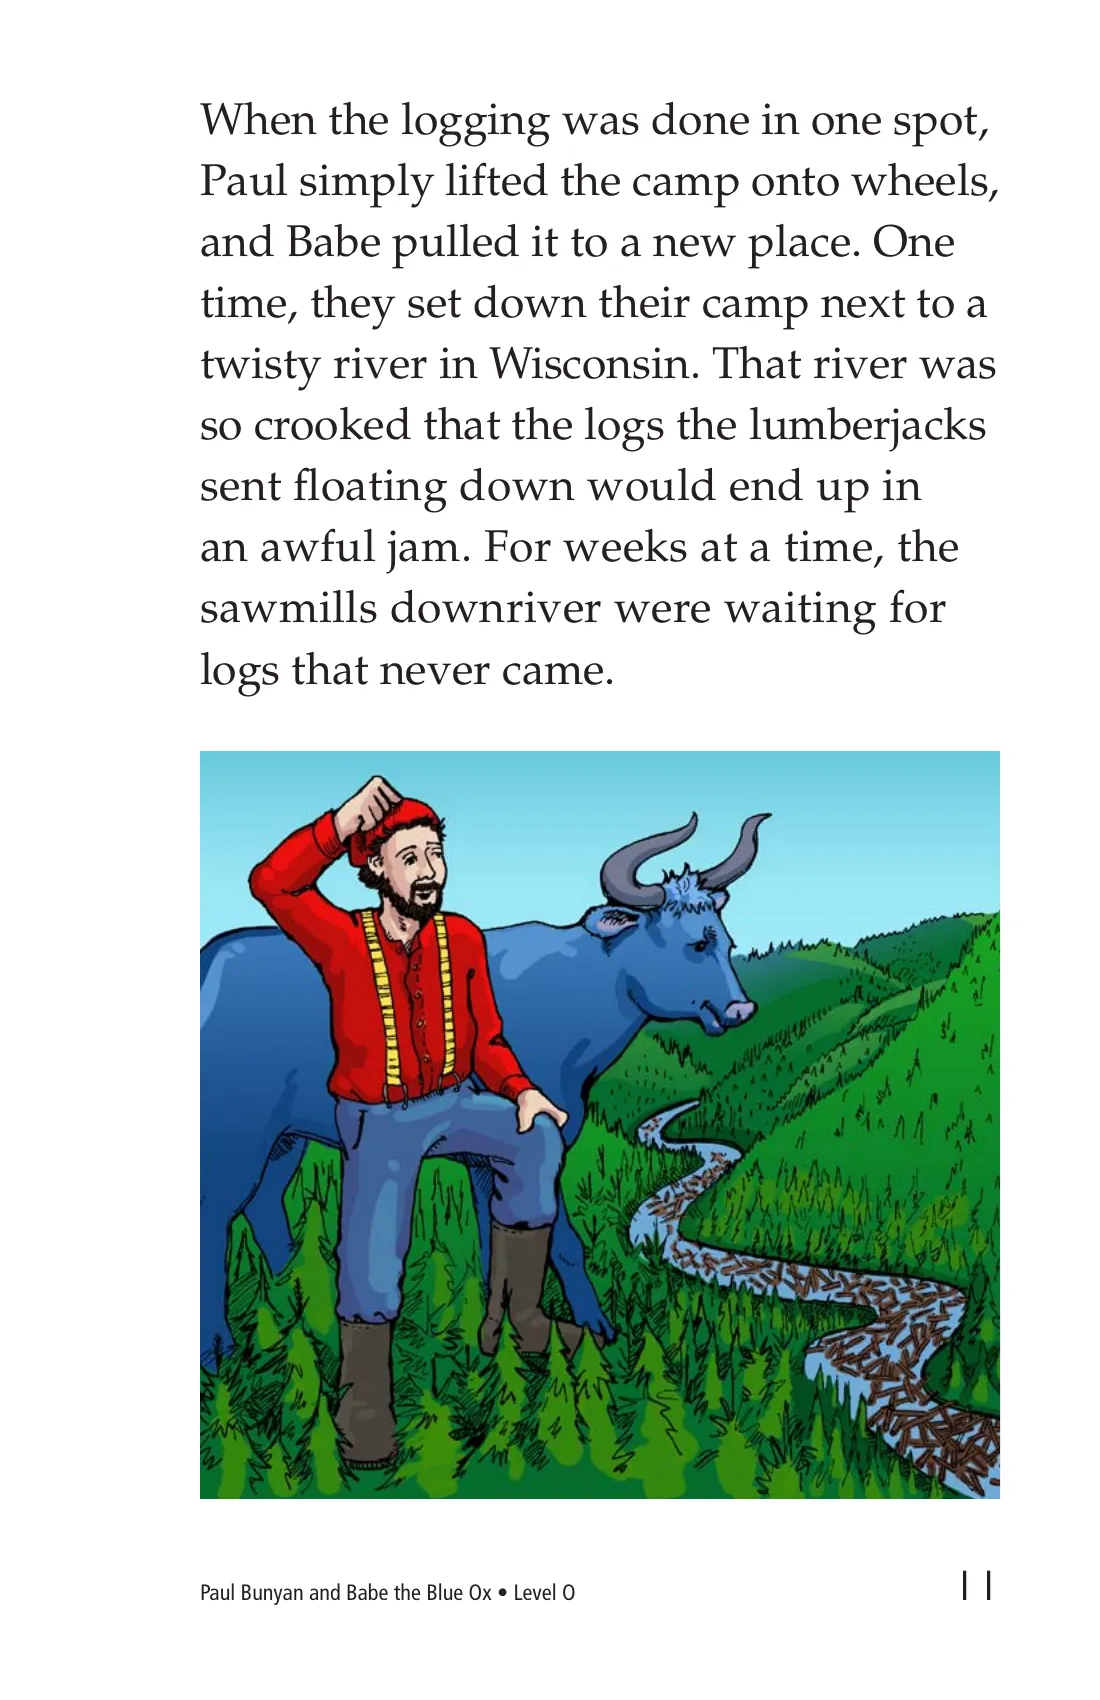 When the logging was done in one spot,
Paul simply lifted the camp onto wheels,
and Babe pulled it to a new place. One
time, they set down their camp next to a
twisty river in Wisconsin. That river was
so crooked that the logs the lumberjacks
sent floating down would end up in
an awful jam. For weeks at a time, the
sawmills downriver were waiting for
logs that never came.
Paul Bunyan and Babe the Blue Ox • Level O
11